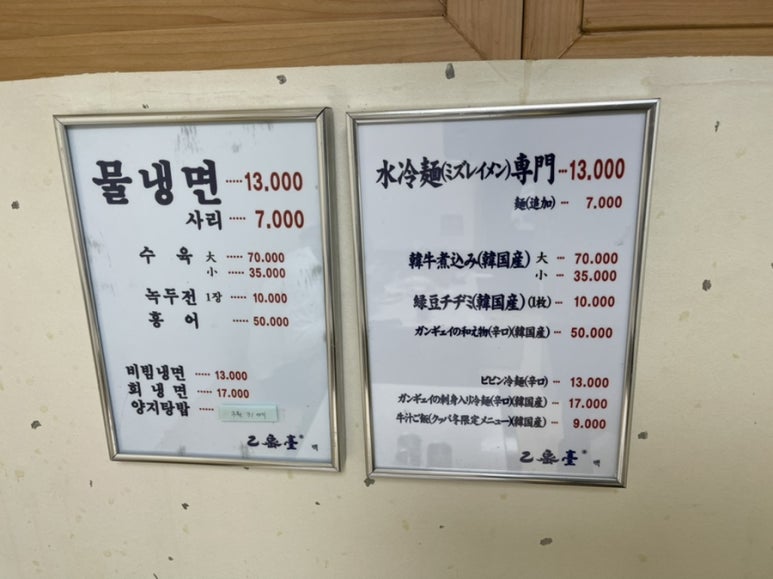 물냉면 ····· 13,000
사리 ···· 7,000
수 육 大 ···· 70.000
小 ···· 35.000
녹두전 1장 ···· 10,000
홍 어 ···· 50.000
비빔냉면 ····· 13.000
회 냉 면 ····· 17.000
양지탕밥 ·····
乙密臺
水冷麺(ミズレイメン)専門 ··· 13,000
麺(追加) ··· 7.000
韓牛煮込み(韓国産) 大 ··· 70.000
小 ··· 35.000
緑豆チヂミ(韓国産)(1枚) ··· 10.000
ガンギエイの和え物(辛口)(韓国産) ··· 50.000
ビビン冷麺(辛口) ··· 13.000
ガンギエイの刺身入り冷麺(辛口)(韓国産) ··· 17.000
牛汁ご飯(クッパ冬限定メニュー)(韓国産) ··· 9.000
乙密臺